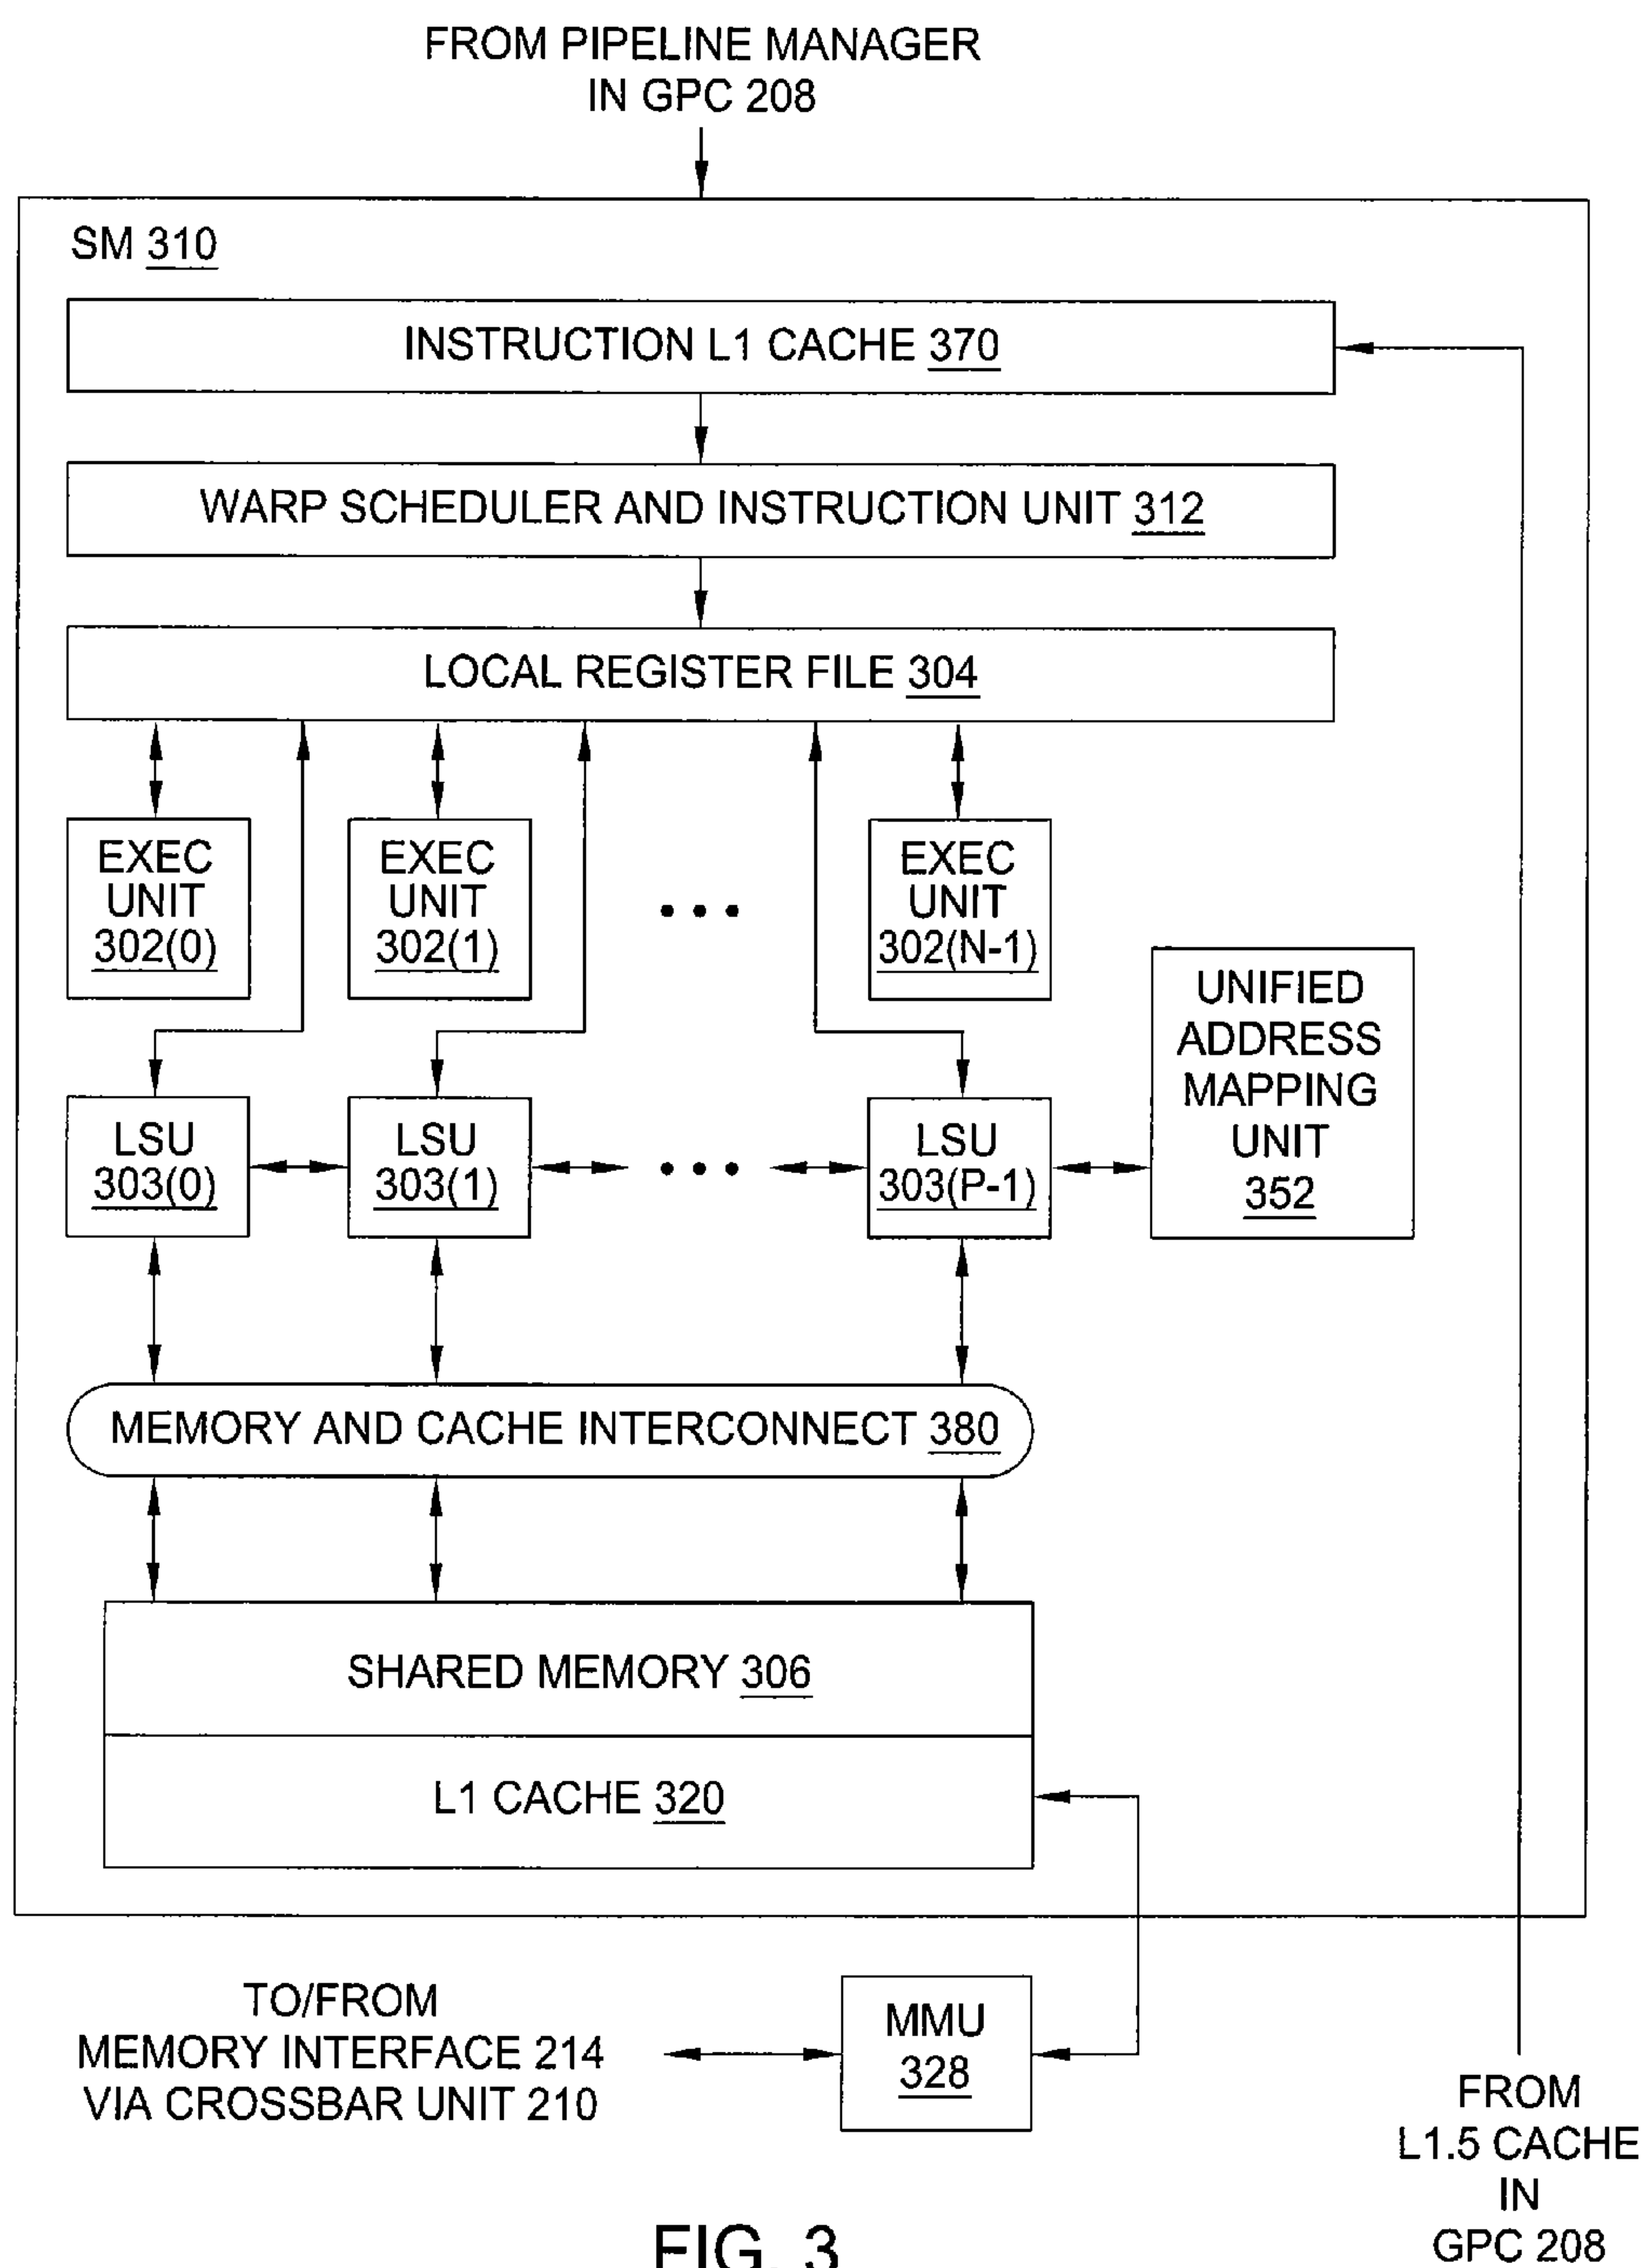 FROM PIPELINE MANAGER
IN GPC 208
SM 310
INSTRUCTION L1 CACHE 370
WARP SCHEDULER AND INSTRUCTION UNIT 312
LOCAL REGISTER FILE 304
EXEC
UNIT
302(0)
EXEC
UNIT
302(1)
EXEC
UNIT
302(N-1)
UNIFIED
ADDRESS
MAPPING
UNIT
352
LSU
303(0)
LSU
303(1)
LSU
303(P-1)
MEMORY AND CACHE INTERCONNECT 380
SHARED MEMORY 306
L1 CACHE 320
TO/FROM
MEMORY INTERFACE 214
VIA CROSSBAR UNIT 210
MMU
328
FROM
L1.5 CACHE
IN
GPC 208
FIG. 3